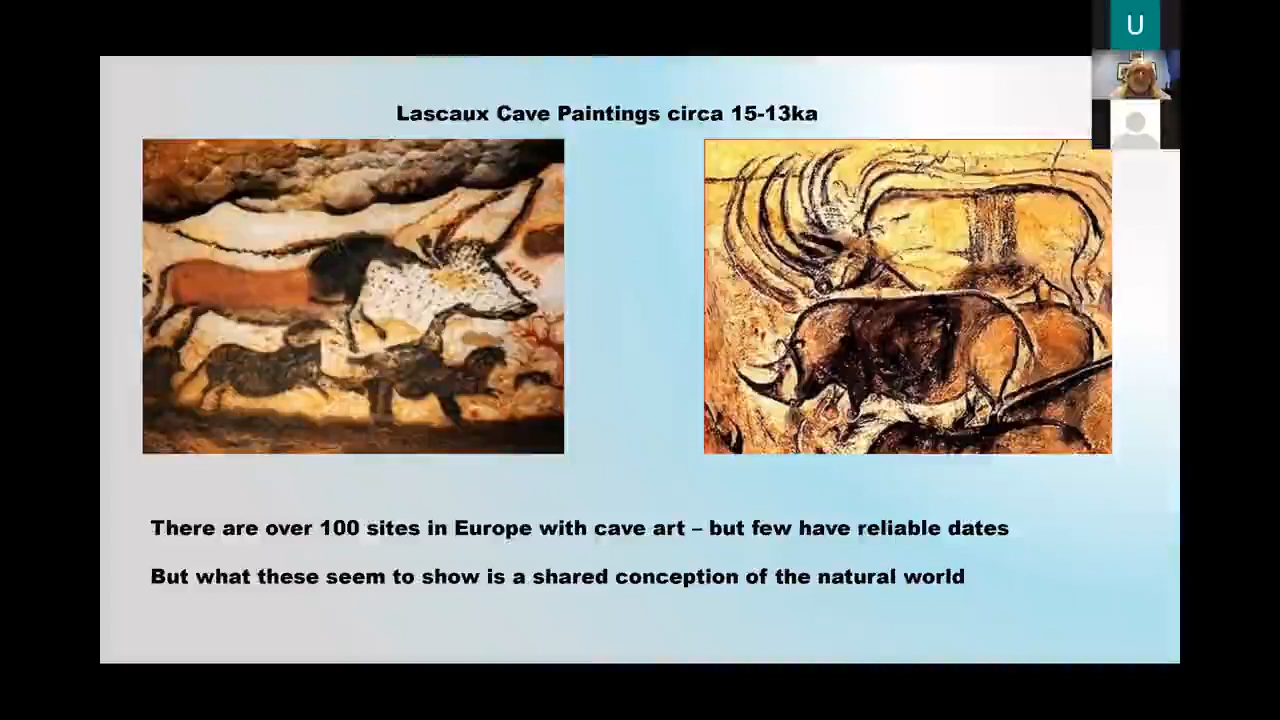 U
Lascaux Cave Paintings circa 15-13ka
There are over 100 sites in Europe with cave art – but few have reliable dates
But what these seem to show is a shared conception of the natural world